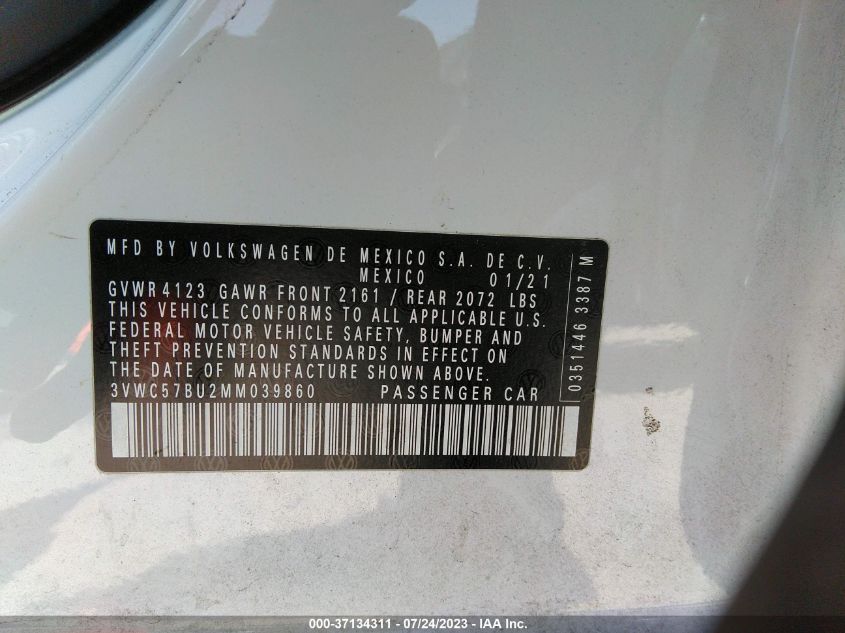 MFD BY VOLKSWAGEN DE MEXICO S.A. DE C.V.
MEXICO 01/21
GVWR 4123 GAWR FRONT 2161 / REAR 2072 LBS
THIS VEHICLE CONFORMS TO ALL APPLICABLE U.S.
FEDERAL MOTOR VEHICLE SAFETY, BUMPER AND
THEFT PREVENTION STANDARDS IN EFFECT ON
THE DATE OF MANUFACTURE SHOWN ABOVE.
3VWC57BU2MM039860 PASSENGER CAR
0351446 3387 M
000-37134311 - 07/24/2023 - IAA Inc.